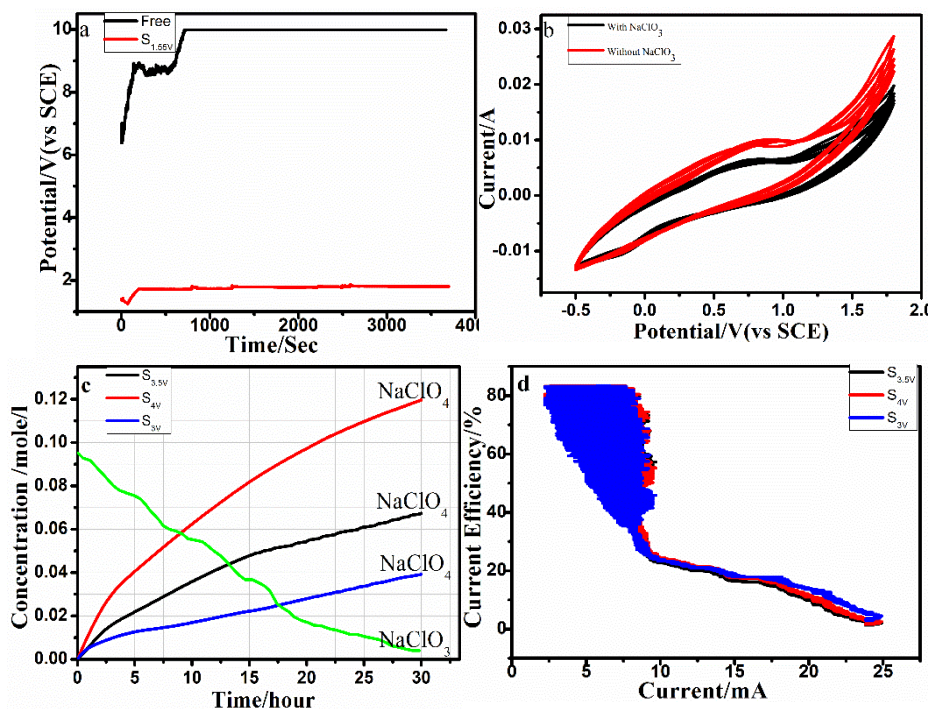 a
Free
S1.55V
10
8
6
4
2
0
1000
2000
3000
400
Potential/V(vs SCE)
Time/Sec
b
With NaClO3
Without NaClO3
0.03
0.02
0.01
0.00
-0.01
-0.5
0.0
0.5
1.0
1.5
2.0
Current/A
Potential/V(vs SCE)
c
S3.5V
S4V
S3V
0.12
0.10
0.08
0.06
0.04
0.02
0.00
0
5
10
15
20
25
30
NaClO4
NaClO4
NaClO4
NaClO3
Concentration /mole/l
Time/hour
d
S3.5V
S4V
S3V
80
60
40
20
0
0
5
10
15
20
25
Current Efficiency/%
Current/mA